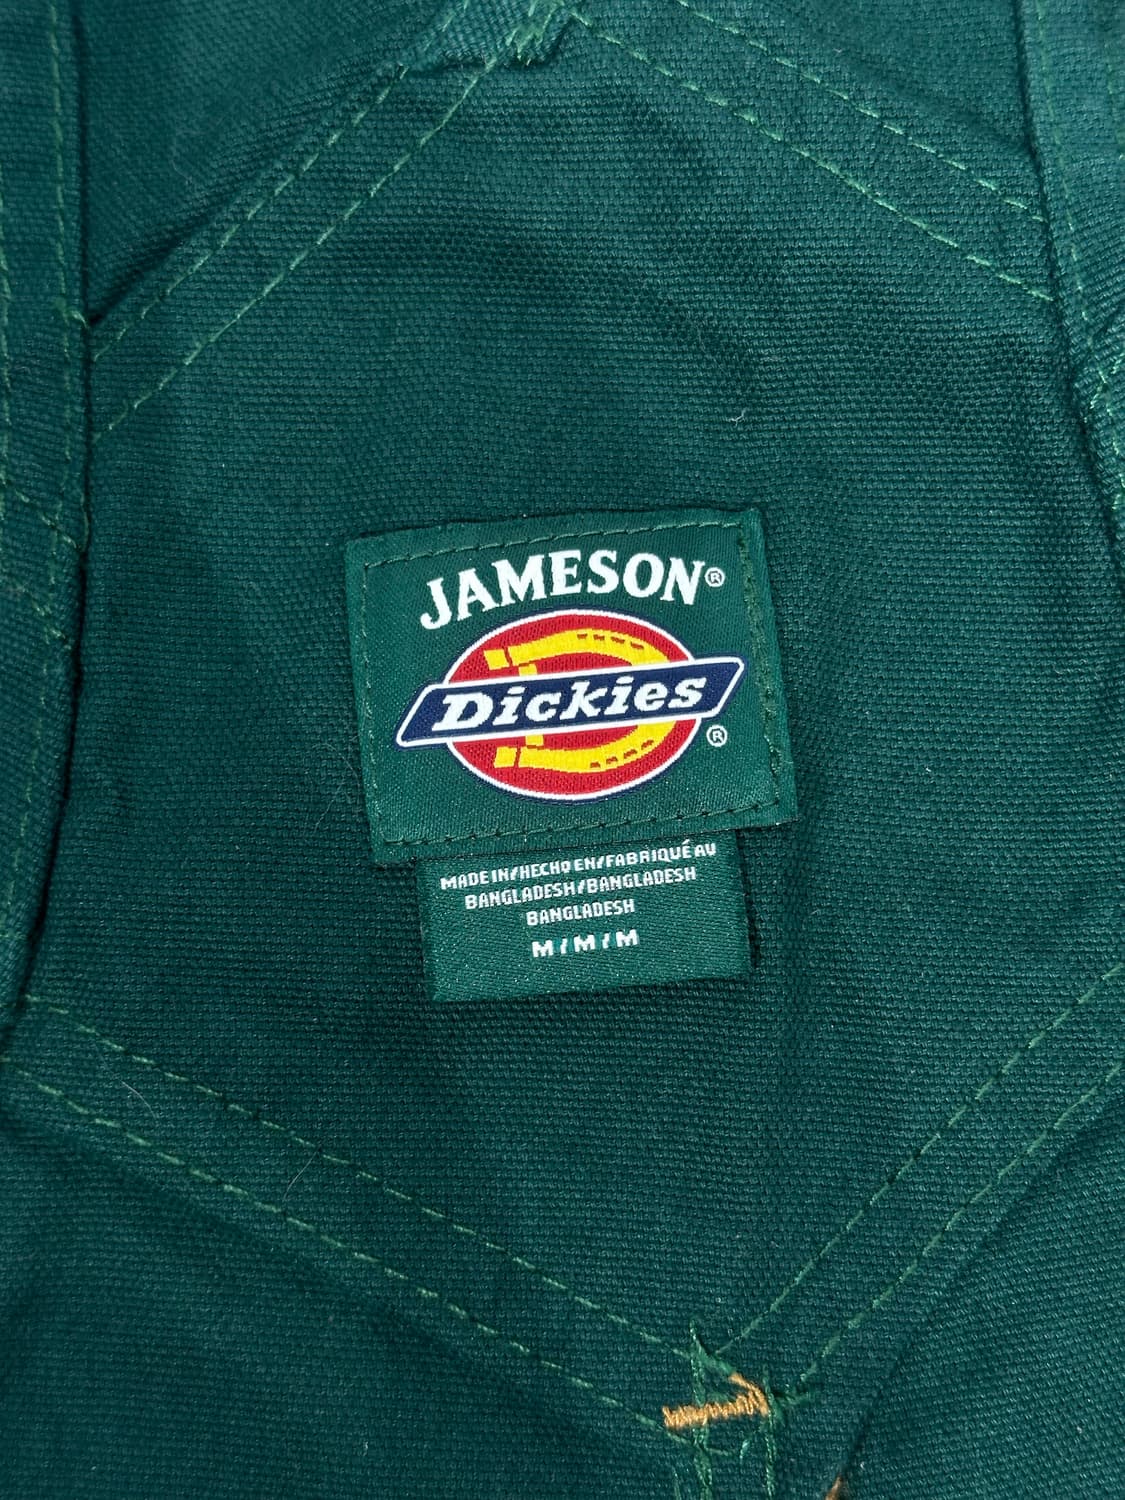 JAMESON®
Dickies
®
MADE IN/HECHO EN/FABRIQUÉ AU
BANGLADESH/BANGLADESH
BANGLADESH
M / M / M